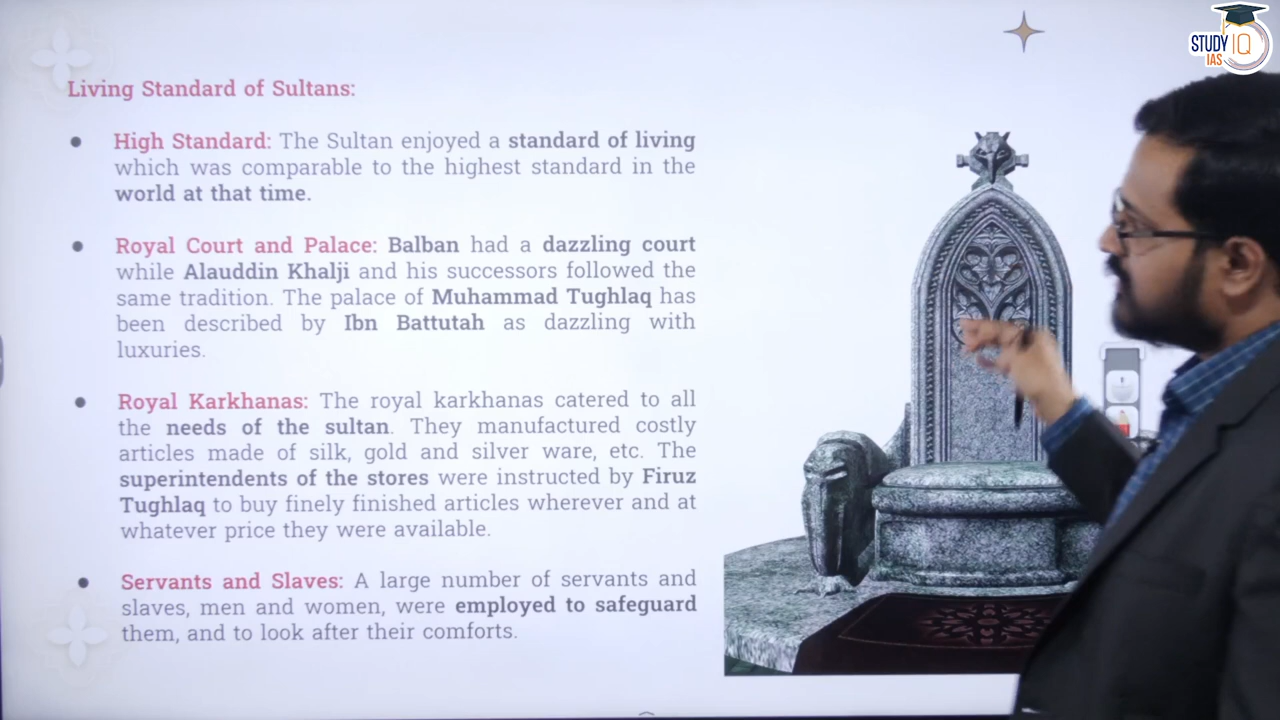 STUDY IQ
IAS
Living Standard of Sultans:
● High Standard: The Sultan enjoyed a standard of living
which was comparable to the highest standard in the
world at that time.
● Royal Court and Palace: Balban had a dazzling court
while Alauddin Khalji and his successors followed the
same tradition. The palace of Muhammad Tughlaq has
been described by Ibn Battutah as dazzling with
luxuries.
● Royal Karkhanas: The royal karkhanas catered to all
the needs of the sultan. They manufactured costly
articles made of silk, gold and silver ware, etc. The
superintendents of the stores were instructed by Firuz
Tughlaq to buy finely finished articles wherever and at
whatever price they were available.
● Servants and Slaves: A large number of servants and
slaves, men and women, were employed to safeguard
them, and to look after their comforts.